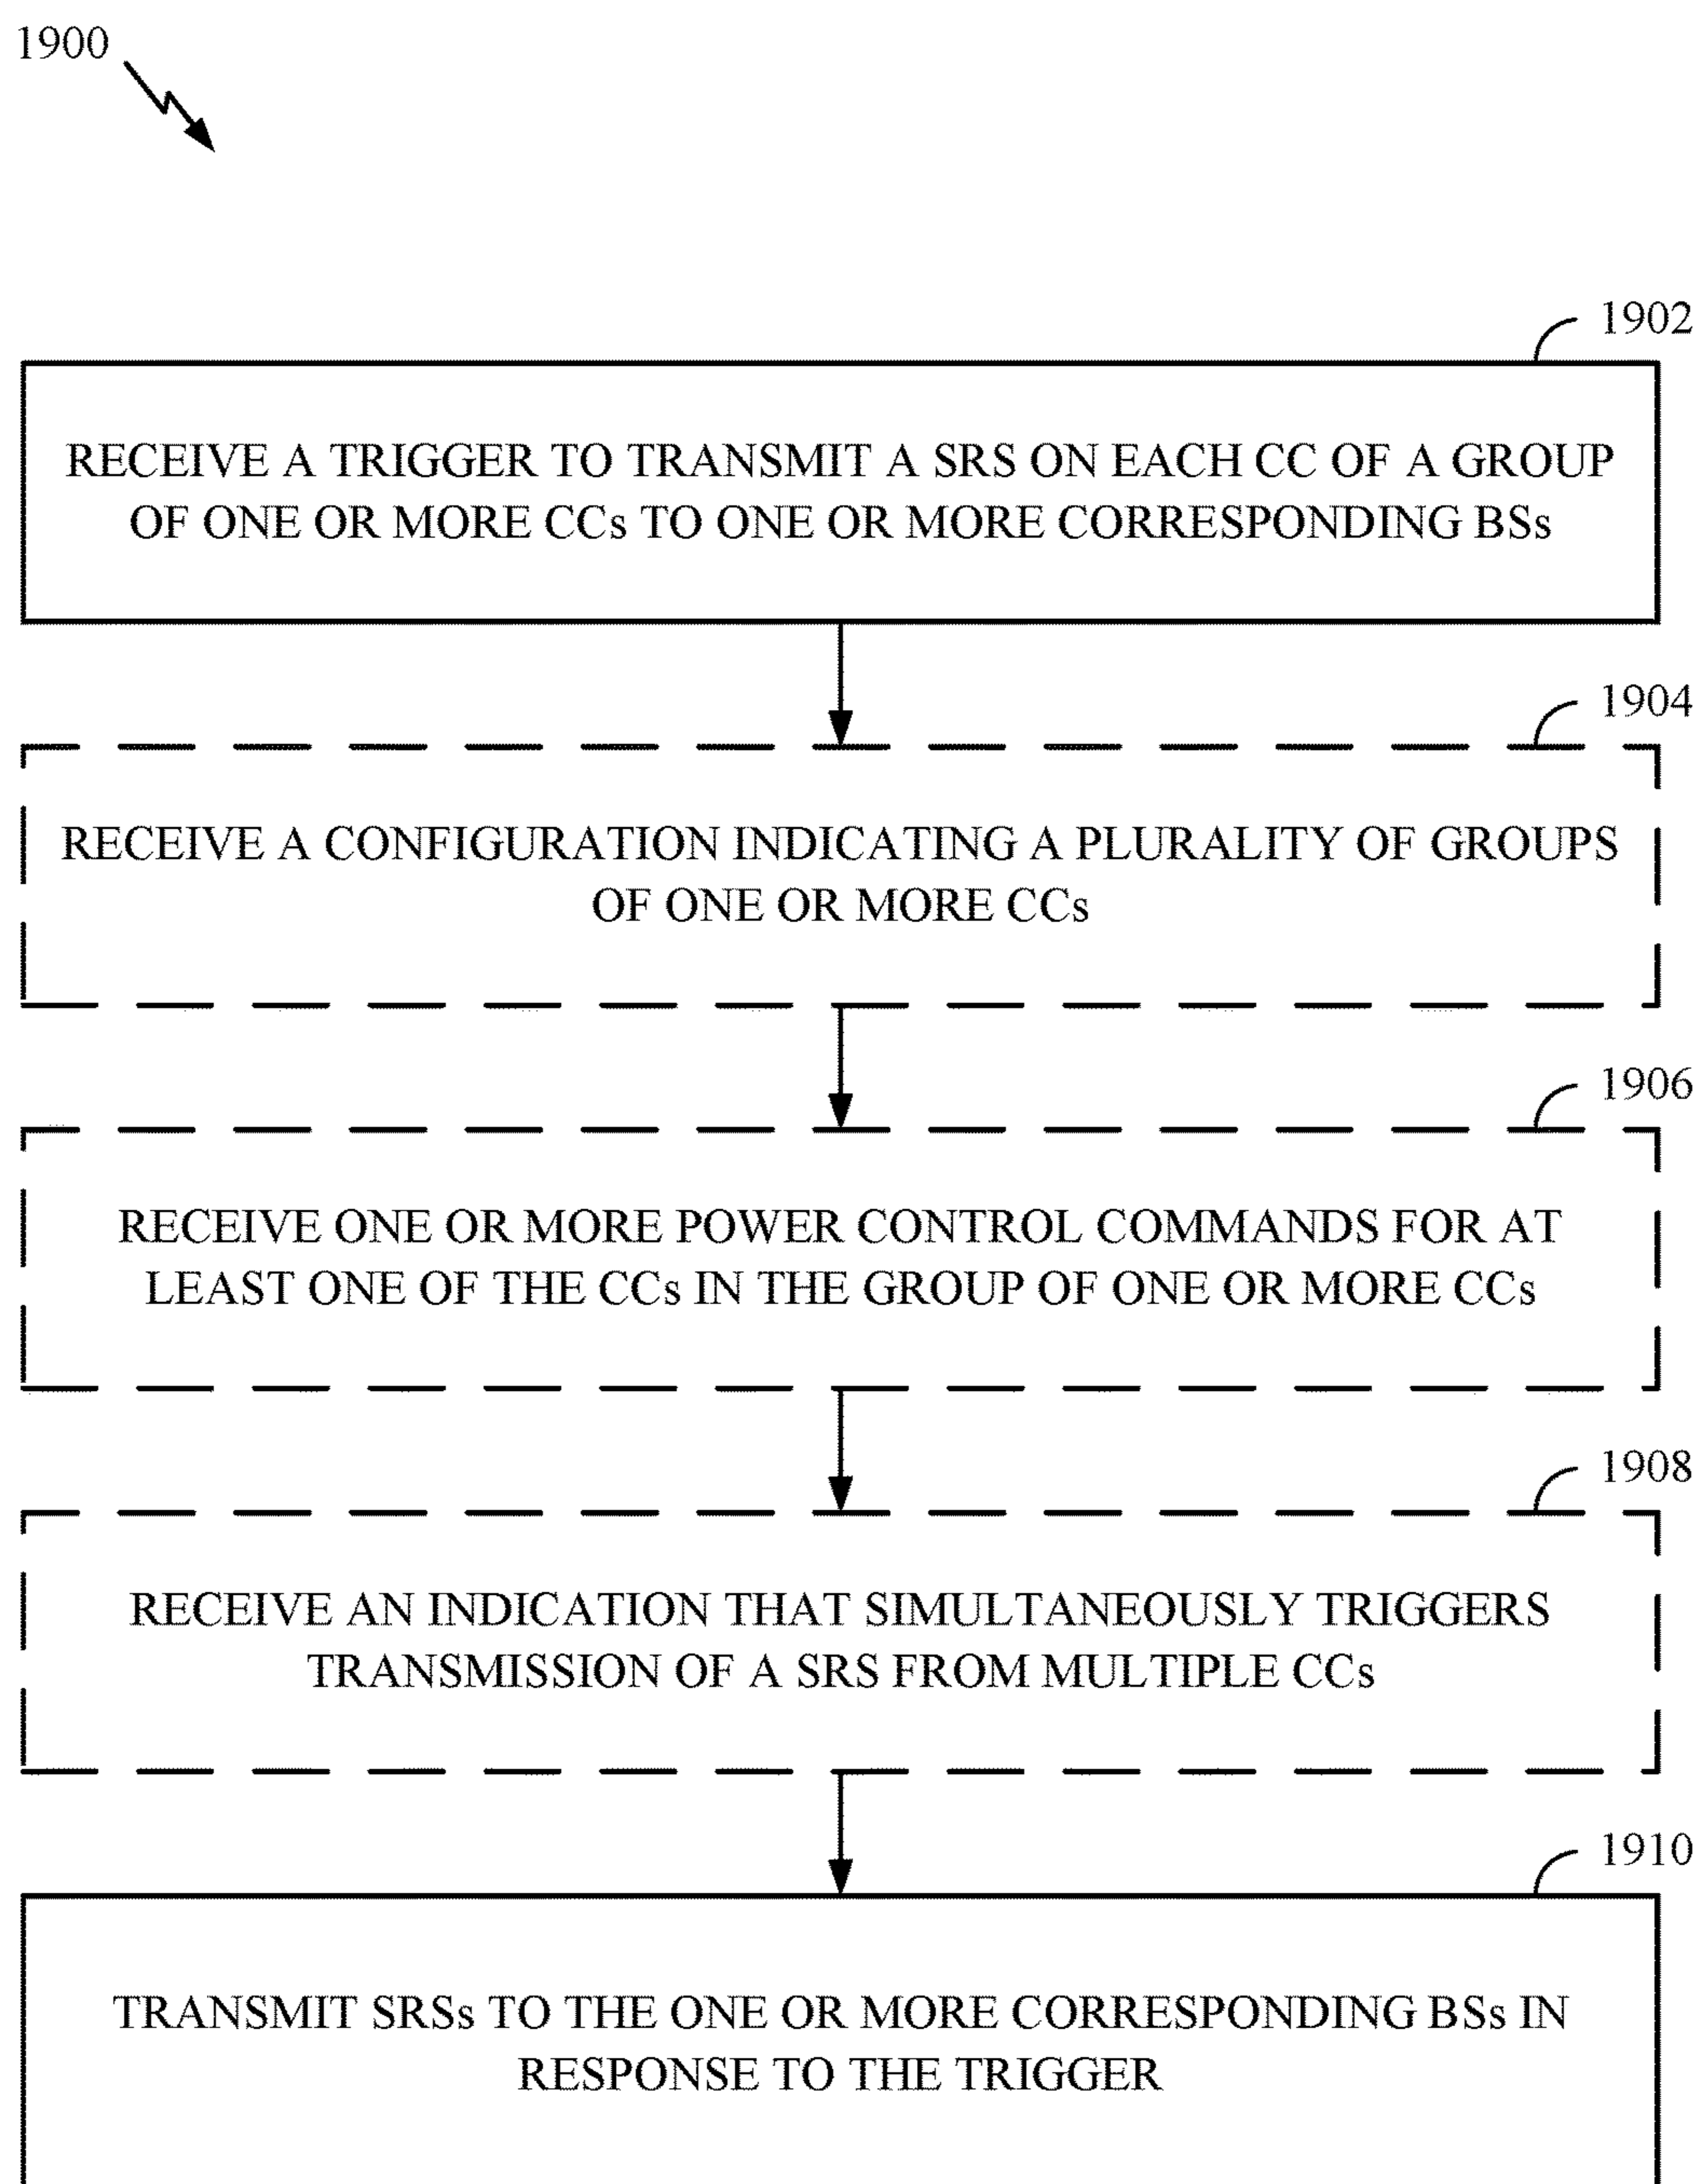 1900
1902
RECEIVE A TRIGGER TO TRANSMIT A SRS ON EACH CC OF A GROUP
OF ONE OR MORE CCs TO ONE OR MORE CORRESPONDING BSs
1904
RECEIVE A CONFIGURATION INDICATING A PLURALITY OF GROUPS
OF ONE OR MORE CCs
1906
RECEIVE ONE OR MORE POWER CONTROL COMMANDS FOR AT
LEAST ONE OF THE CCs IN THE GROUP OF ONE OR MORE CCs
1908
RECEIVE AN INDICATION THAT SIMULTANEOUSLY TRIGGERS
TRANSMISSION OF A SRS FROM MULTIPLE CCs
1910
TRANSMIT SRSs TO THE ONE OR MORE CORRESPONDING BSs IN
RESPONSE TO THE TRIGGER